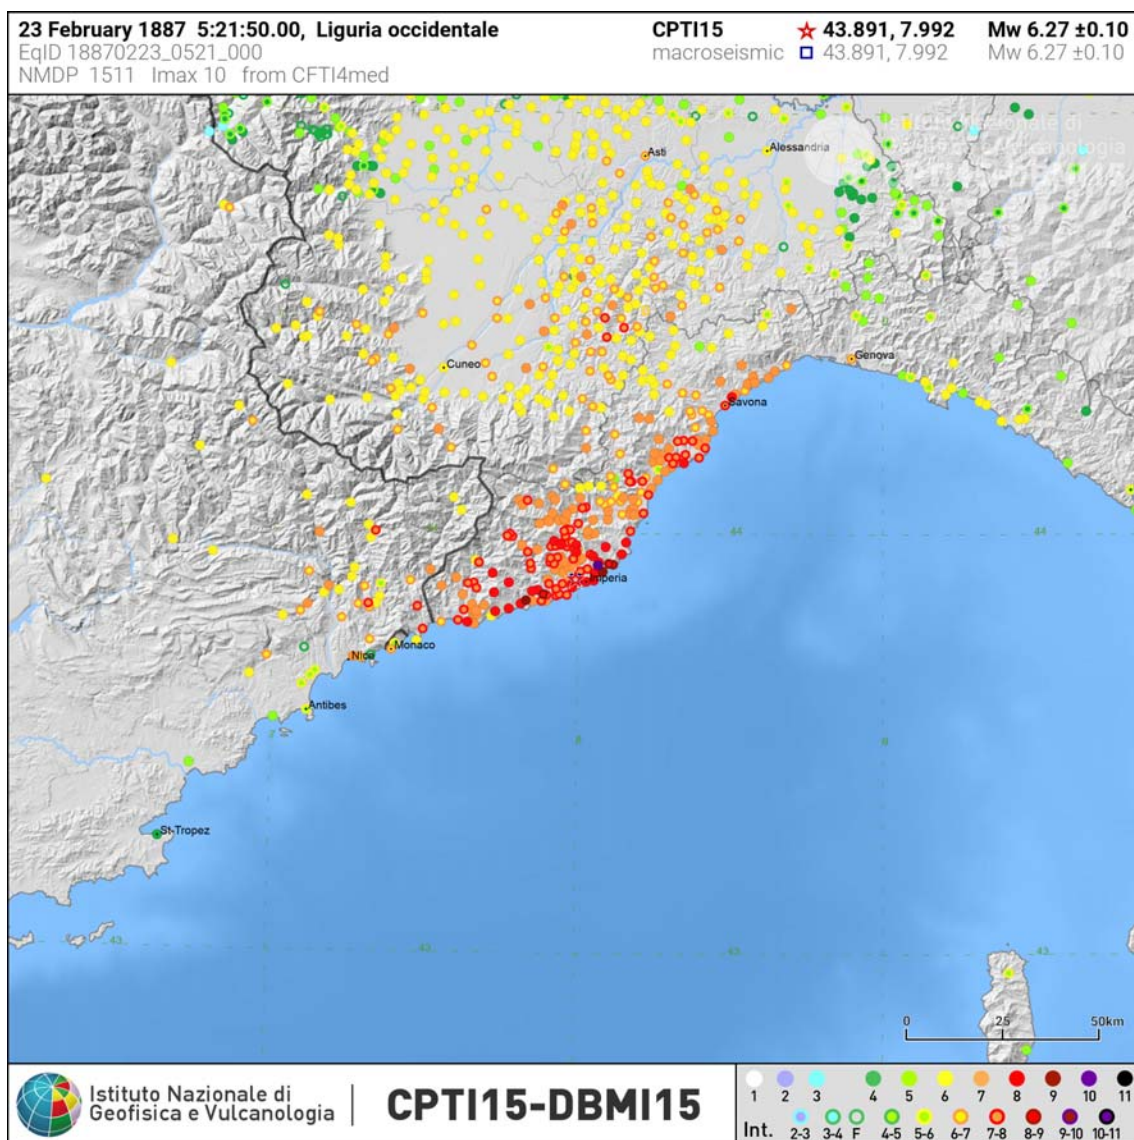 23 February 1887 5:21:50.00, Liguria occidentale
EqID 18870223_0521_000
NMDP 1511 Imax 10 from CFTI4med
CPTI15 43.891, 7.992 Mw 6.27 ±0.10
macroseismic 43.891, 7.992 Mw 6.27 ±0.10
Asti
Alessandria
Cuneo
Genova
Savona
44
44
Imperia
Monaco
Nice
Antibes
7
8
St-Tropez
43
43
43
43
0 25 50km
Istituto Nazionale di
Geofisica e Vulcanologia
CPTI15-DBMI15
1 2 3 4 5 6 7 8 9 10 11
Int. 2-3 3-4 F 4-5 5-6 6-7 7-8 8-9 9-10 10-11